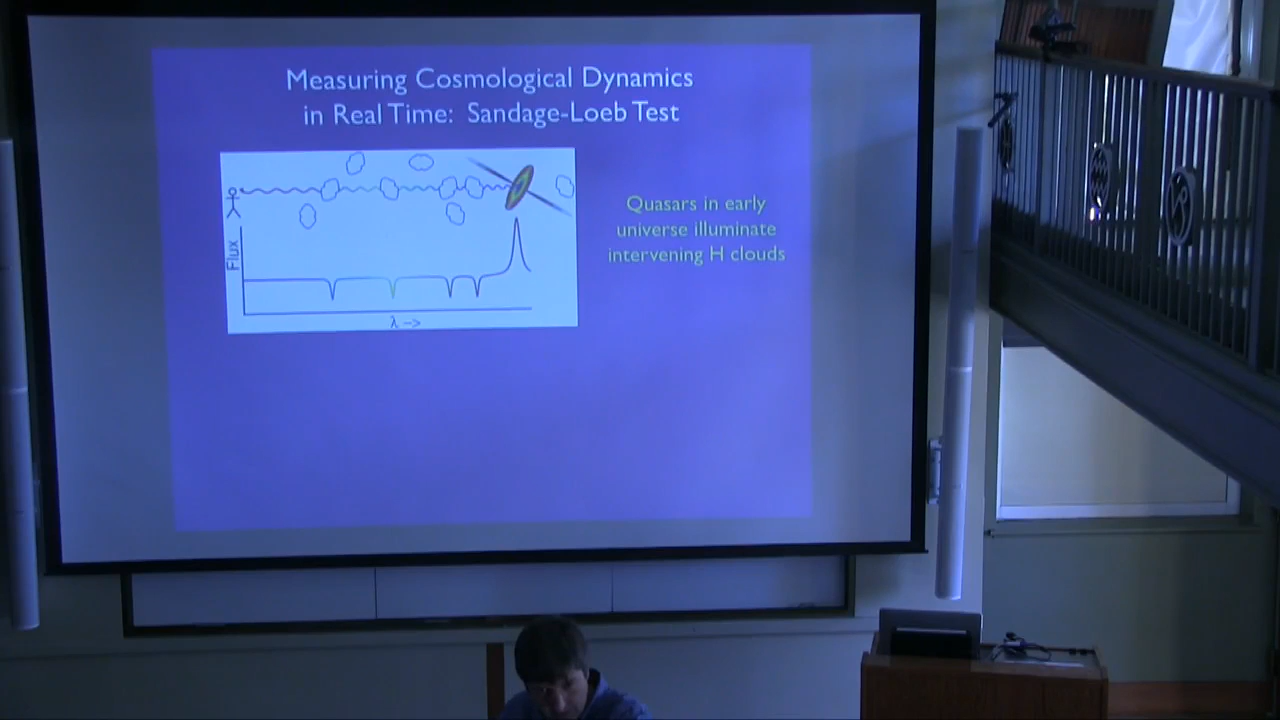 Measuring Cosmological Dynamics
in Real Time: Sandage-Loeb Test
Quasars in early
universe illuminate
intervening H clouds
Flux
λ ->